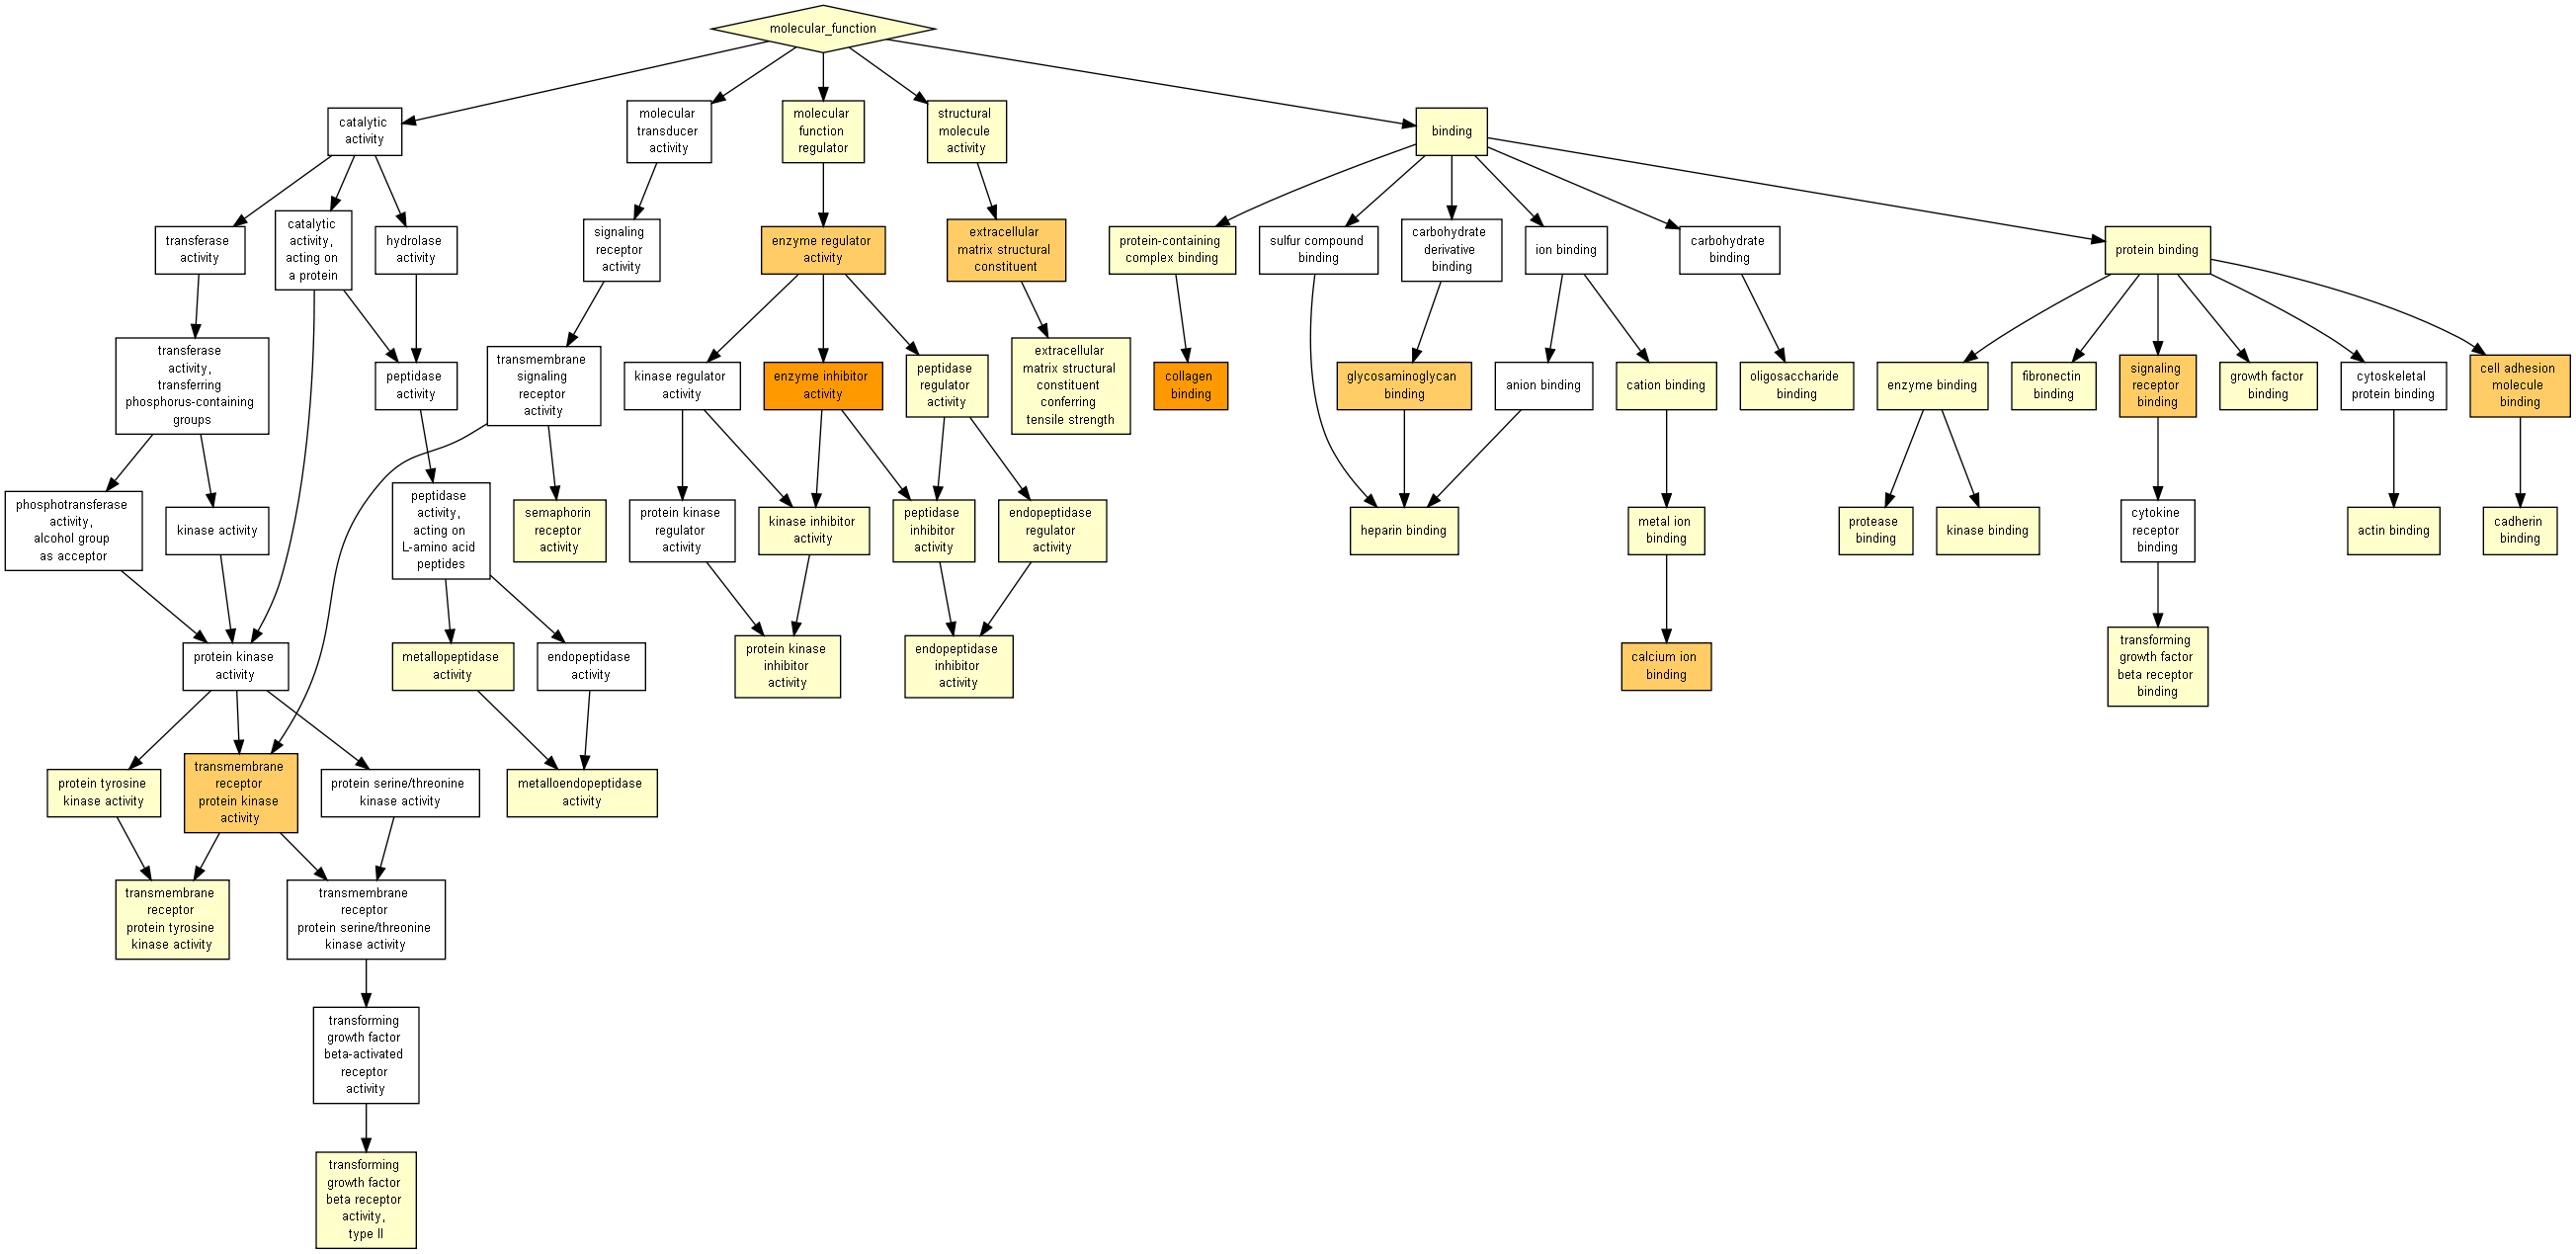 molecular_function
catalytic
activity
molecular
transducer
activity
molecular
function
regulator
structural
molecule
activity
binding
transferase
activity
catalytic
activity,
acting on
a protein
hydrolase
activity
signaling
receptor
activity
enzyme regulator
activity
extracellular
matrix structural
constituent
protein-containing
complex binding
sulfur compound
binding
carbohydrate
derivative
binding
ion binding
carbohydrate
binding
protein binding
transferase
activity,
transferring
phosphorus-containing
groups
peptidase
activity
transmembrane
signaling
receptor
activity
kinase regulator
activity
enzyme inhibitor
activity
peptidase
regulator
activity
extracellular
matrix structural
constituent
conferring
tensile strength
collagen
binding
glycosaminoglycan
binding
anion binding
cation binding
oligosaccharide
binding
enzyme binding
fibronectin
binding
signaling
receptor
binding
growth factor
binding
cytoskeletal
protein binding
cell adhesion
molecule
binding
phosphotransferase
activity,
alcohol group
as acceptor
kinase activity
peptidase
activity,
acting on
L-amino acid
peptides
semaphorin
receptor
activity
protein kinase
regulator
activity
kinase inhibitor
activity
peptidase
inhibitor
activity
endopeptidase
regulator
activity
heparin binding
metal ion
binding
protease
binding
kinase binding
cytokine
receptor
binding
actin binding
cadherin
binding
protein kinase
activity
metallopeptidase
activity
endopeptidase
activity
protein kinase
inhibitor
activity
endopeptidase
inhibitor
activity
calcium ion
binding
transforming
growth factor
beta receptor
binding
protein tyrosine
kinase activity
transmembrane
receptor
protein kinase
activity
protein serine/threonine
kinase activity
metalloendopeptidase
activity
transmembrane
receptor
protein tyrosine
kinase activity
transmembrane
receptor
protein serine/threonine
kinase activity
transforming
growth factor
beta-activated
receptor
activity
transforming
growth factor
beta receptor
activity,
type II